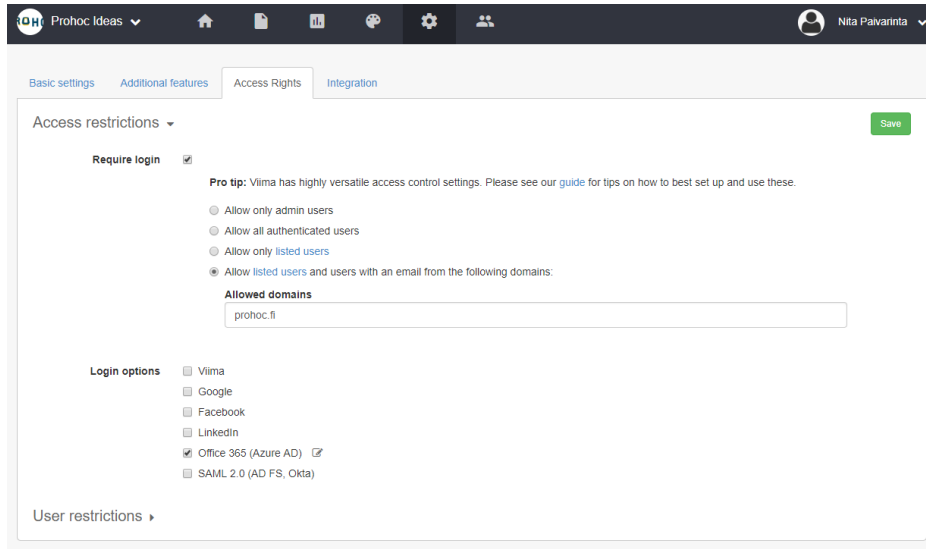 Prohoc Ideas
Nita Paivarinta
Basic settings Additional features Access Rights Integration
Access restrictions
Save
Require login
Pro tip: Viima has highly versatile access control settings. Please see our guide for tips on how to best set up and use these.
Allow only admin users
Allow all authenticated users
Allow only listed users
Allow listed users and users with an email from the following domains:
Allowed domains
prohoc.fi
Login options
Viima
Google
Facebook
LinkedIn
Office 365 (Azure AD)
SAML 2.0 (AD FS, Okta)
User restrictions